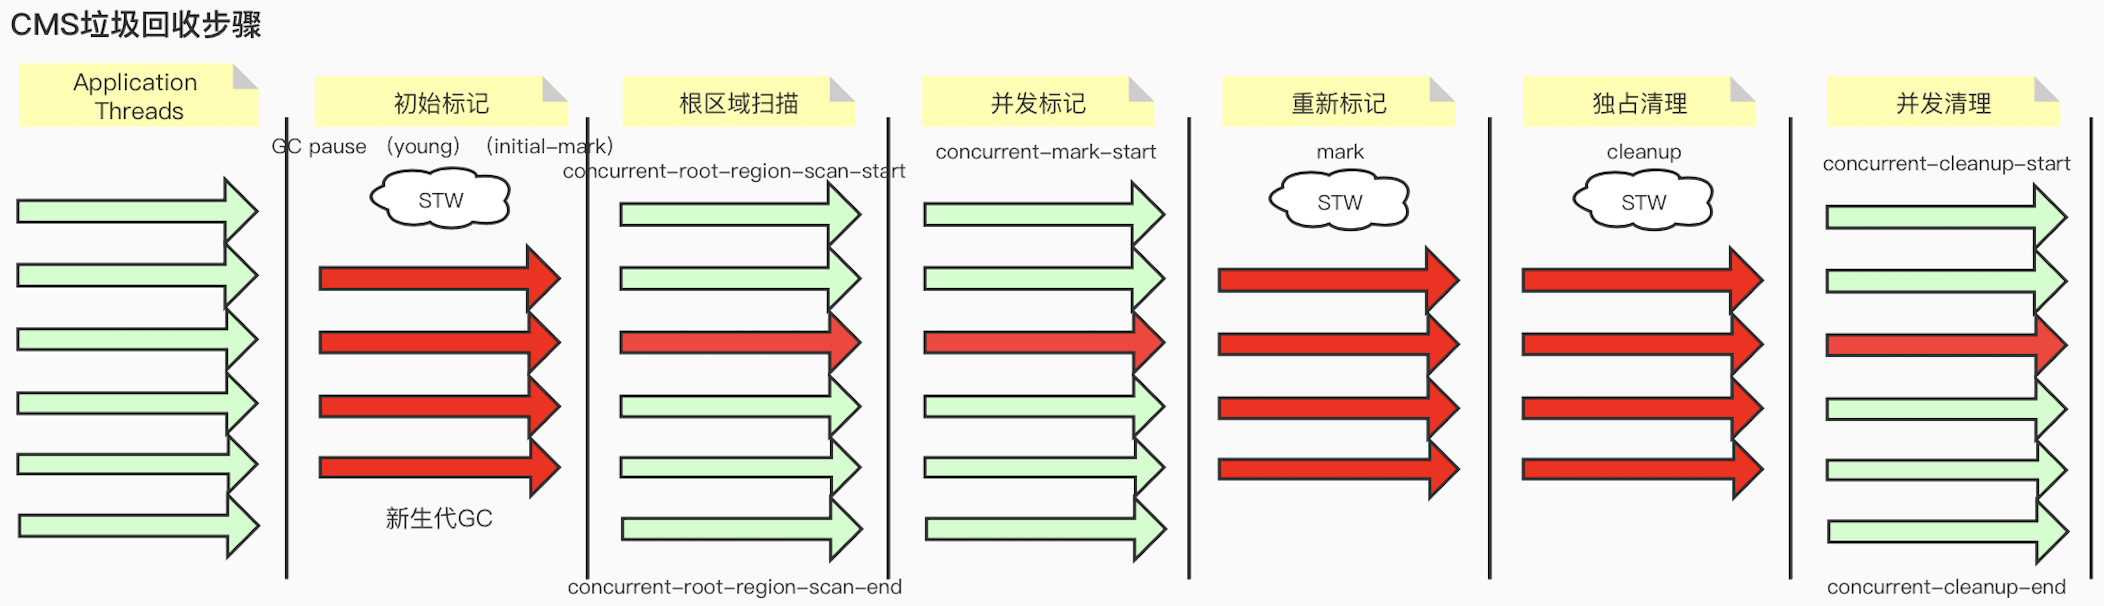 CMS垃圾回收步骤
Application
Threads
初始标记
GC pause （young） （initial-mark）
STW
新生代GC
根区域扫描
concurrent-root-region-scan-start
concurrent-root-region-scan-end
并发标记
concurrent-mark-start
重新标记
mark
STW
独占清理
cleanup
STW
并发清理
concurrent-cleanup-start
concurrent-cleanup-end